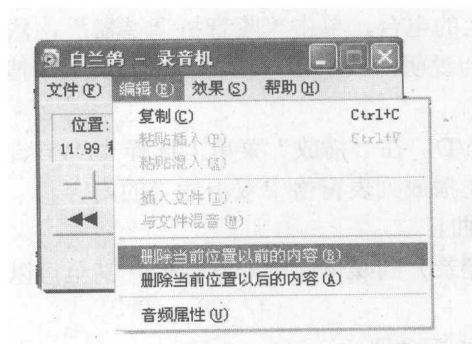 白兰鸽 - 录音机
文件(F) 编辑(E) 效果(S) 帮助(H)
位置:
11.99
复制(C) Ctrl+C
粘贴插入(P) Ctrl+V
粘贴混入(X)
插入文件(I)...
与文件混音(M)
删除当前位置以前的内容(B)
删除当前位置以后的内容(A)
音频属性(U)